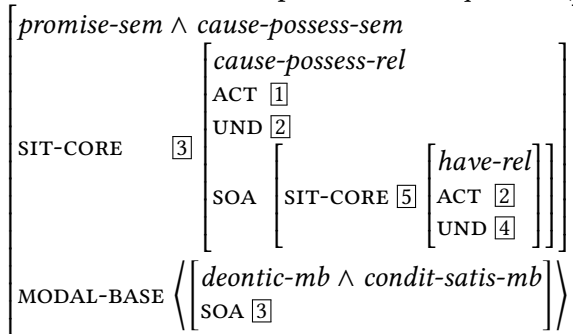 promise-sem ∧ cause-possess-sem
cause-possess-rel
ACT 1
UND 2
SIT-CORE 3
SOA SIT-CORE 5
have-rel
ACT 2
UND 4
MODAL-BASE ⟨ deontic-mb ∧ condit-satis-mb ⟩
SOA 3